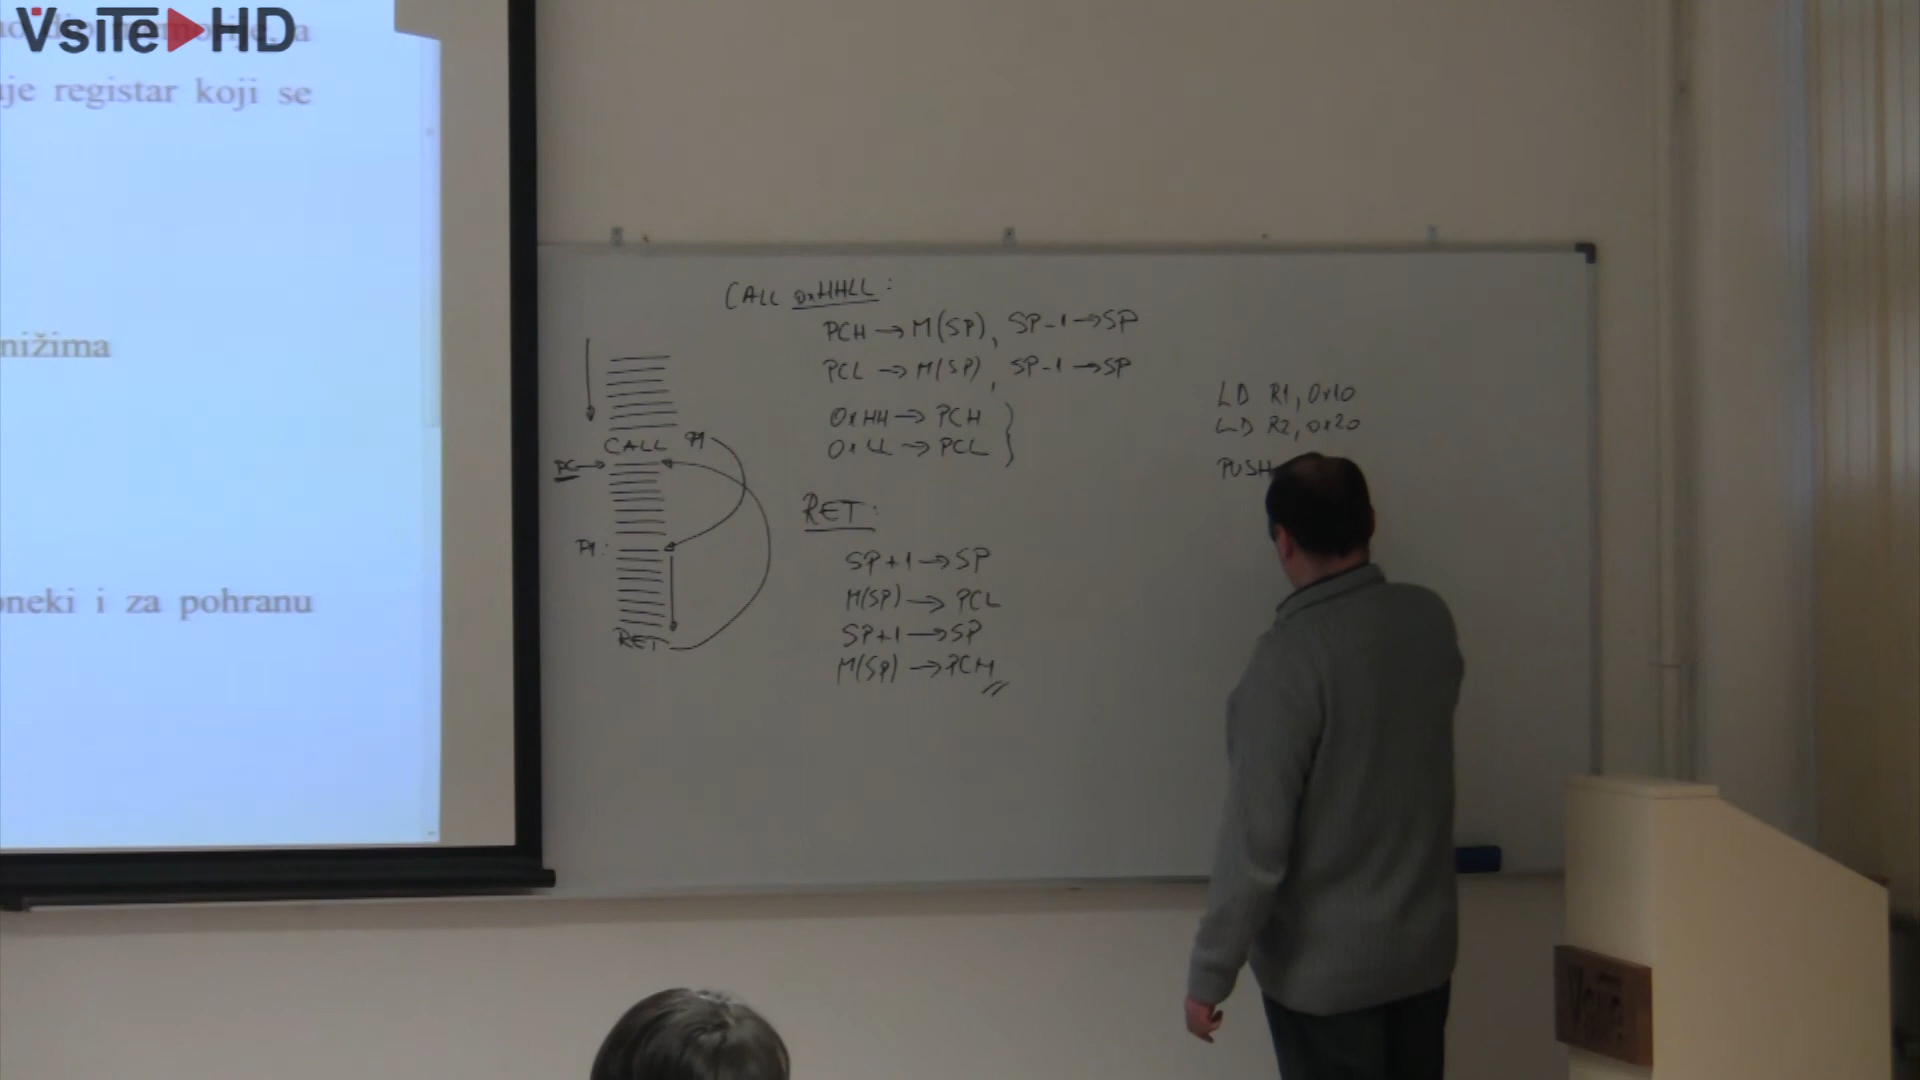 VsiTe HD
registar koji se
nižima
oneki i za pohranu
CALL 0xHHLL:
PCH → M(SP), SP-1 → SP
PCL → M(SP), SP-1 → SP
0xHH → PCH
0xLL → PCL
RET:
SP+1 → SP
M(SP) → PCL
SP+1 → SP
M(SP) → PCH
CALL P1
PC →
P1:
RET
LD R1, 0x10
LD R2, 0x20
PUSH